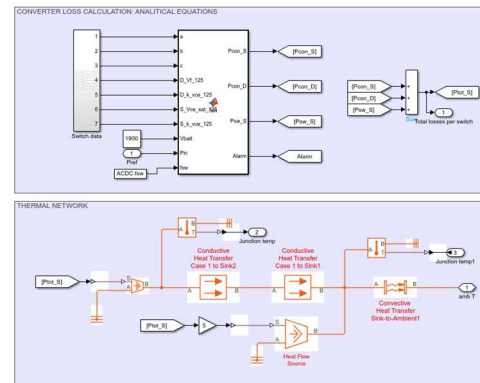 CONVERTER LOSS CALCULATION: ANALITICAL EQUATIONS
1
2
3
4
5
6
7
Switch data
a
b
c
D_Vf_125
D_k_vce_125
S_Vce_sat_125
S_k_vce_125
1900
Vbatt
1
Pref
Pin
ACDC.fsw
fsw
Pcon_S
Pcon_D
Psw_S
Alarm
[Pcon_S]
[Pcon_D]
[Psw_S]
Alarm
[Pcon_S]
[Pcon_D]
[Psw_S]
+
+
+
[Ptot_S]
1
Total losses per switch
THERMAL NETWORK
A
B
T
2
Junction temp
Conductive
Heat Transfer
Case 1 to Sink2
Conductive
Heat Transfer
Case 1 to Sink1
A
B
T
3
Junction temp1
[Ptot_S]
S
A
B
A
B
A
B
A
B
1
amb T
Convective
Heat Transfer
Sink-to-Ambient1
[Ptot_S]
5
S
A
B
Heat Flow
Source